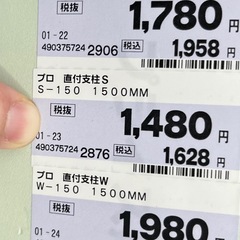 税抜 1,780円
01-22
490375724 2906 税込 1,958円
プロ 直付支柱S
S-150 1500MM
税抜 1,480円
01-23
490375724 2876 税込 1,628円
プロ 直付支柱W
W-150 1500MM
税抜 1,980円
01-24